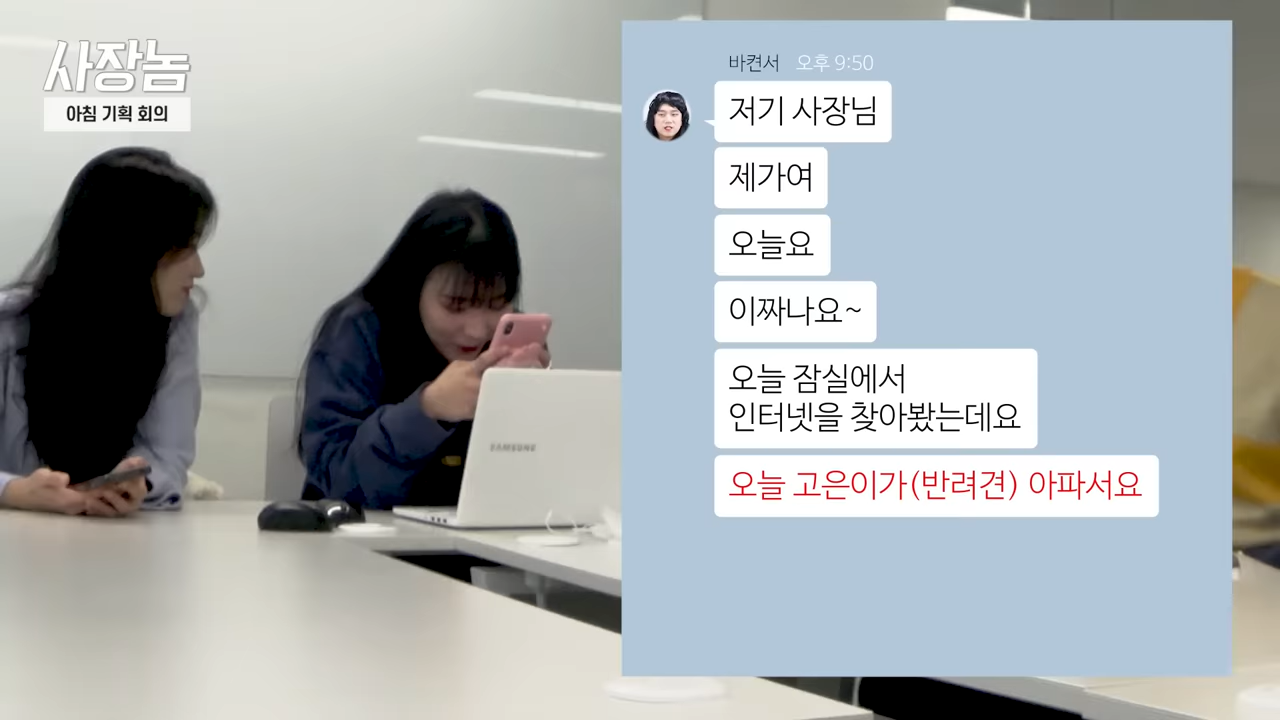 사장놈
아침 기획 회의
바켠서 오후 9:50
저기 사장님
제가여
오늘요
이짜나요~
오늘 잠실에서
인터넷을 찾아봤는데요
오늘 고은이가(반려견) 아파서요
SAMSUNG